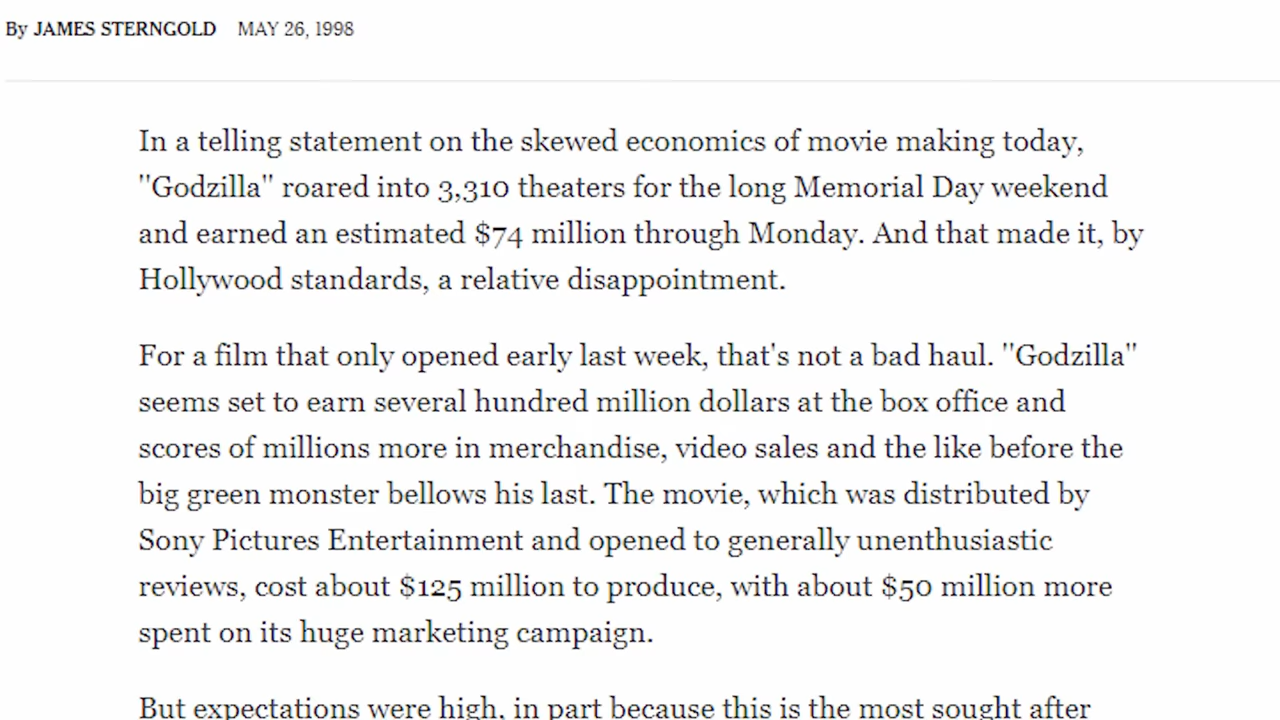 By JAMES STERNGOLD MAY 26, 1998
In a telling statement on the skewed economics of movie making today,
"Godzilla" roared into 3,310 theaters for the long Memorial Day weekend
and earned an estimated $74 million through Monday. And that made it, by
Hollywood standards, a relative disappointment.
For a film that only opened early last week, that's not a bad haul. "Godzilla"
seems set to earn several hundred million dollars at the box office and
scores of millions more in merchandise, video sales and the like before the
big green monster bellows his last. The movie, which was distributed by
Sony Pictures Entertainment and opened to generally unenthusiastic
reviews, cost about $125 million to produce, with about $50 million more
spent on its huge marketing campaign.
But expectations were high, in part because this is the most sought after